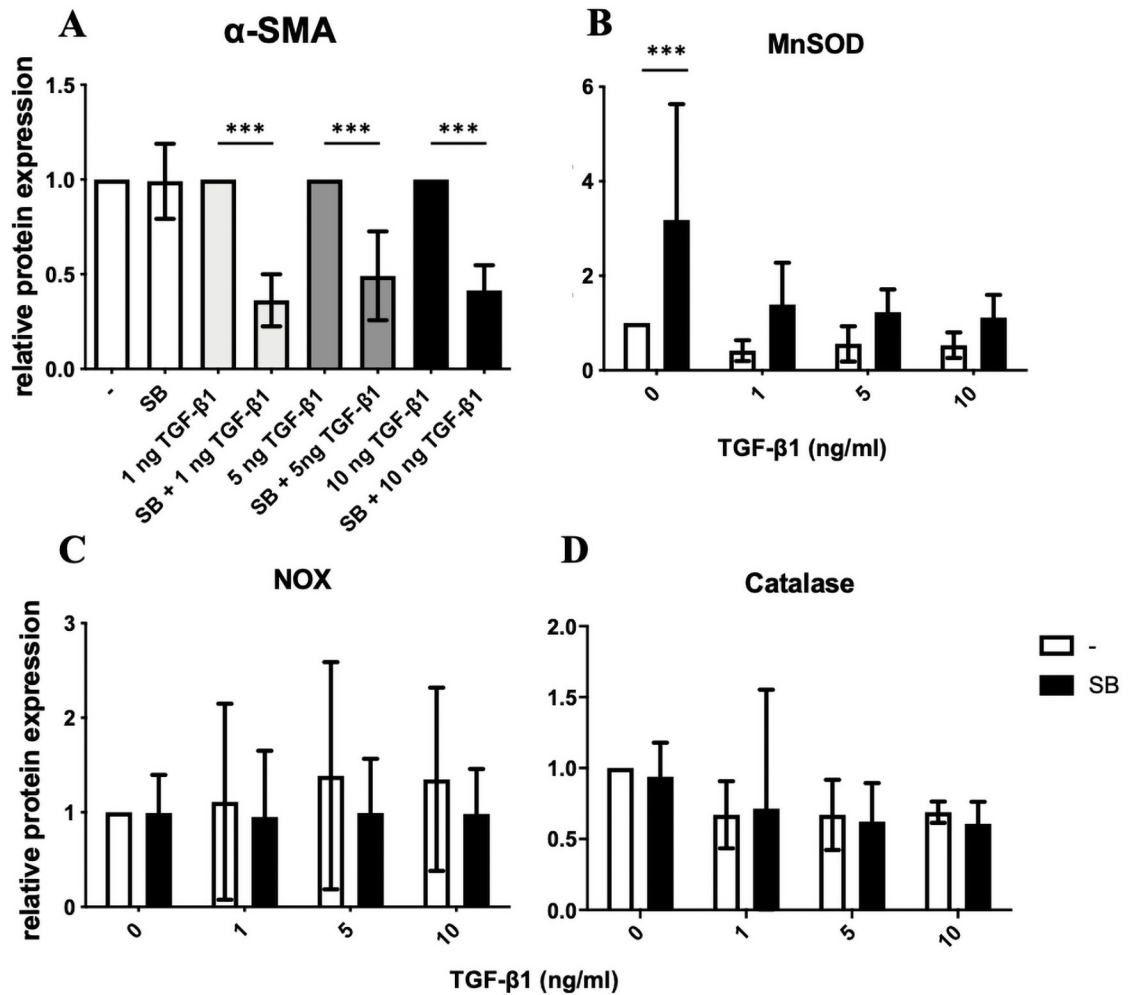 A
α-SMA
relative protein expression
1.5
1.0
0.5
0.0
***
***
***
-
SB
1 ng TGF-β1
SB + 1 ng TGF-β1
5 ng TGF-β1
SB + 5ng TGF-β1
10 ng TGF-β1
SB + 10 ng TGF-β1
B
MnSOD
***
6
4
2
0
0
1
5
10
TGF-β1 (ng/ml)
C
NOX
relative protein expression
3
2
1
0
0
1
5
10
D
Catalase
2.0
1.5
1.0
0.5
0.0
0
1
5
10
-
SB
TGF-β1 (ng/ml)